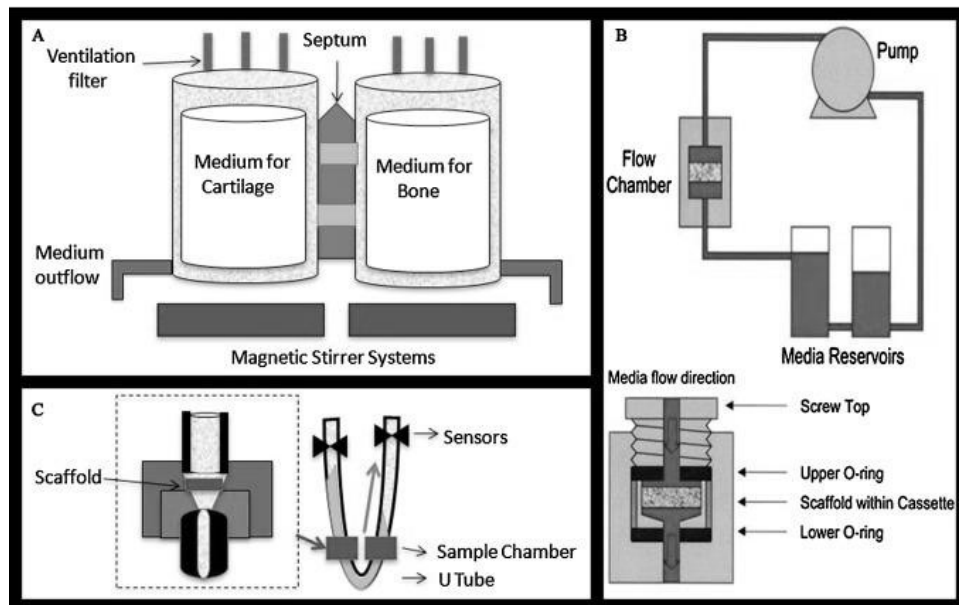 A
Septum
Ventilation
filter
Medium for
Cartilage
Medium for
Bone
Medium
outflow
Magnetic Stirrer Systems
B
Pump
Flow
Chamber
Media Reservoirs
Media flow direction
Screw Top
Upper O-ring
Scaffold within Cassette
Lower O-ring
C
Scaffold
Sensors
Sample Chamber
U Tube